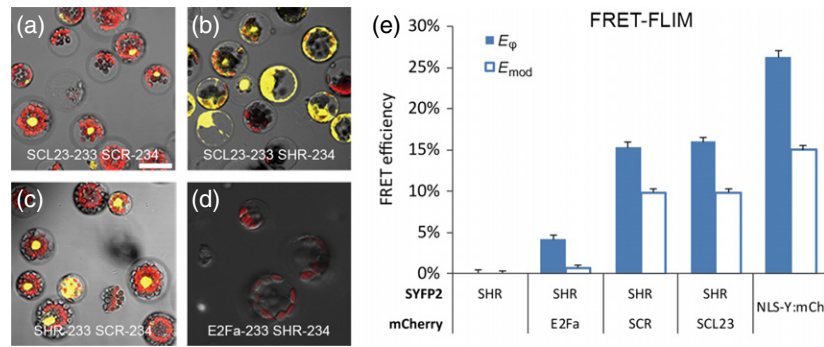 (a)
SCL23-233 SCR-234
(b)
SCL23-233 SHR-234
(c)
SHR-233 SCR-234
(d)
E2Fa-233 SHR-234
(e)
FRET-FLIM
Eφ
Emod
FRET efficiency
30%
25%
20%
15%
10%
5%
0%
SYFP2 SHR SHR SHR SHR NLS-Y:mCh
mCherry E2Fa SCR SCL23